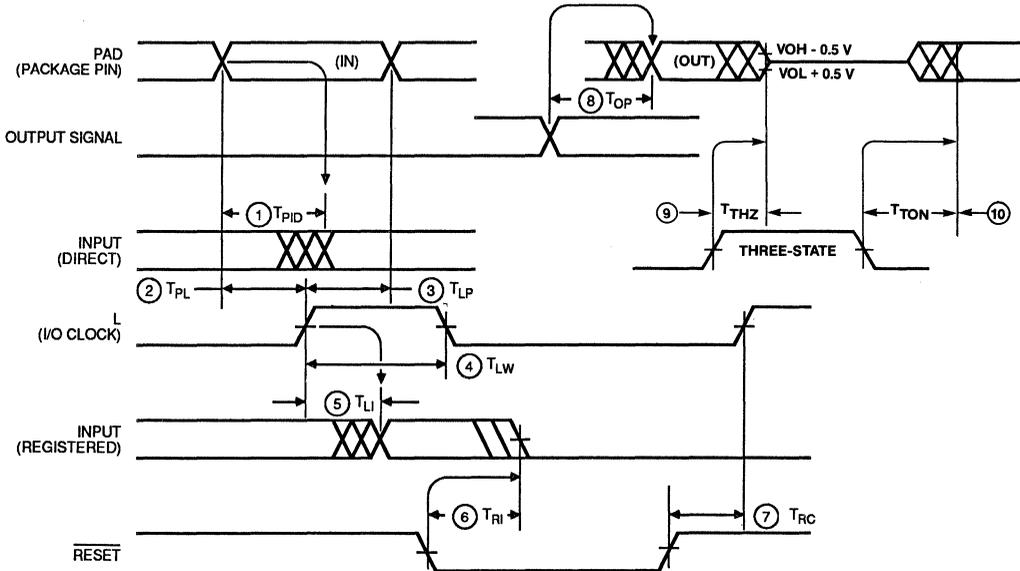 PAD
(PACKAGE PIN)
(IN)
(OUT)
VOH - 0.5 V
VOL + 0.5 V
⑧ TOP
OUTPUT SIGNAL
① TPID
⑨ TTHZ
TTON ⑩
INPUT
(DIRECT)
THREE-STATE
② TPL
③ TLP
L
(I/O CLOCK)
④ TLW
⑤ TLI
INPUT
(REGISTERED)
⑥ TRI
⑦ TRC
RESET